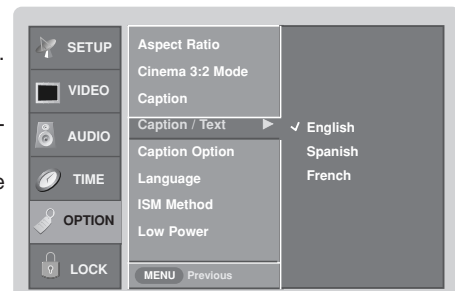 SETUP
VIDEO
AUDIO
TIME
OPTION
LOCK
Aspect Ratio
Cinema 3:2 Mode
Caption
Caption / Text
Caption Option
Language
ISM Method
Low Power
MENU Previous
English
Spanish
French